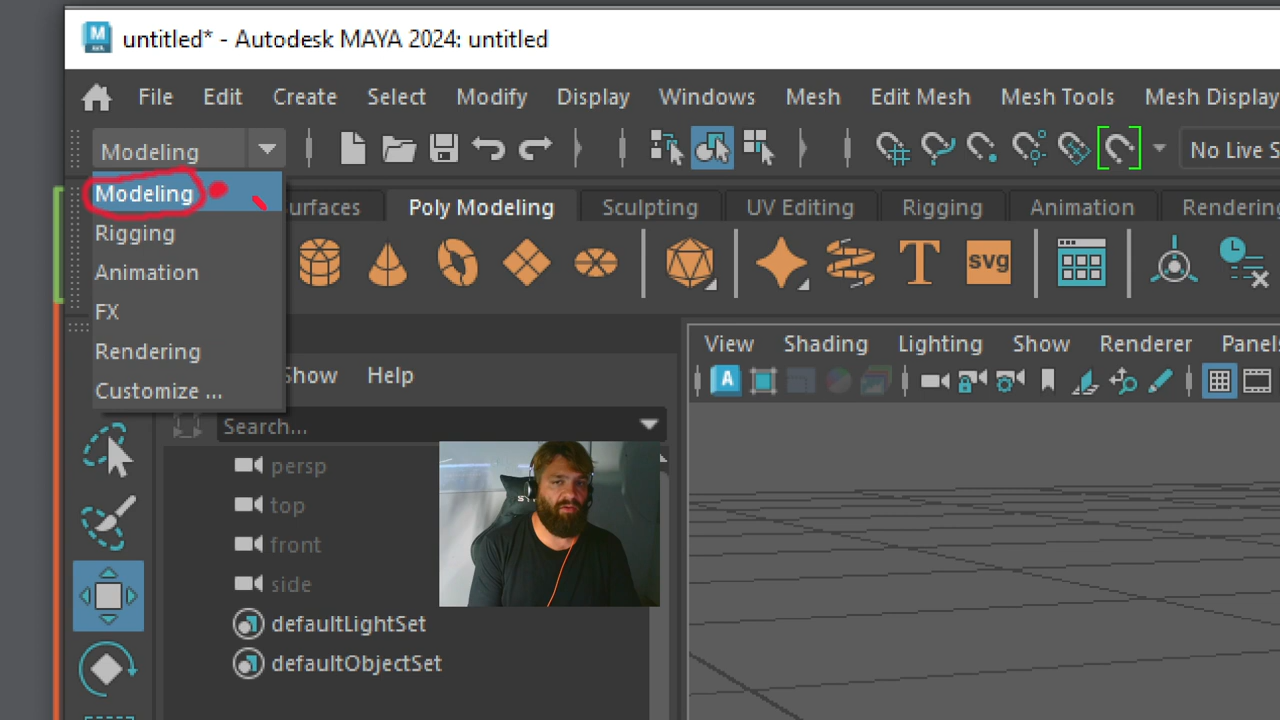 untitled* - Autodesk MAYA 2024: untitled
File Edit Create Select Modify Display Windows Mesh Edit Mesh Mesh Tools Mesh Display
Modeling No Live S
Modeling
urfaces Poly Modeling Sculpting UV Editing Rigging Animation Rendering
Rigging
Animation
FX
Rendering
Customize ...
T svg
View Shading Lighting Show Renderer Panels
Show Help
Search...
persp
top
front
side
defaultLightSet
defaultObjectSet